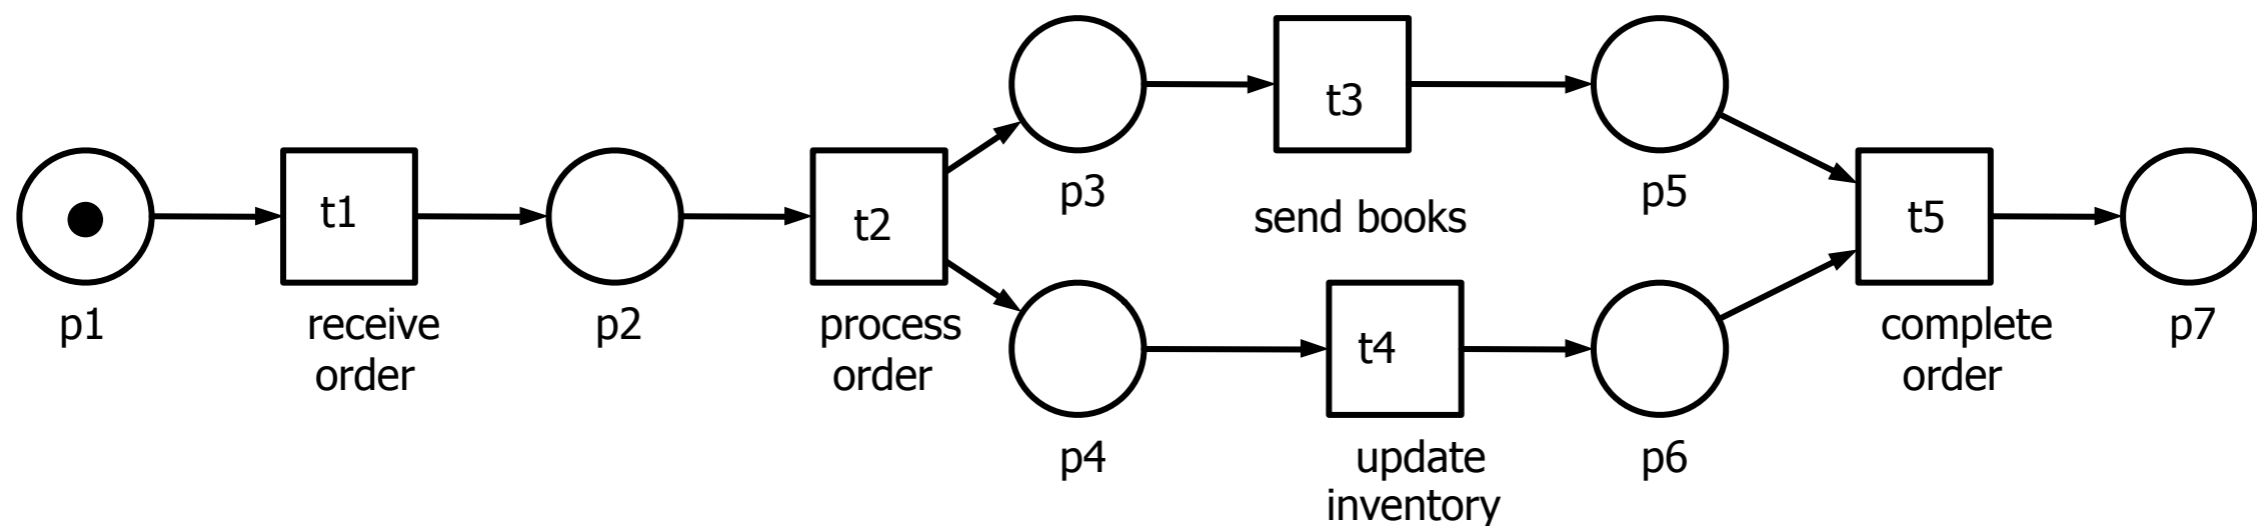 t1
t2
t3
t4
t5
p1
receive
order
p2
process
order
p3
p4
send books
update
inventory
p5
p6
complete
order
p7